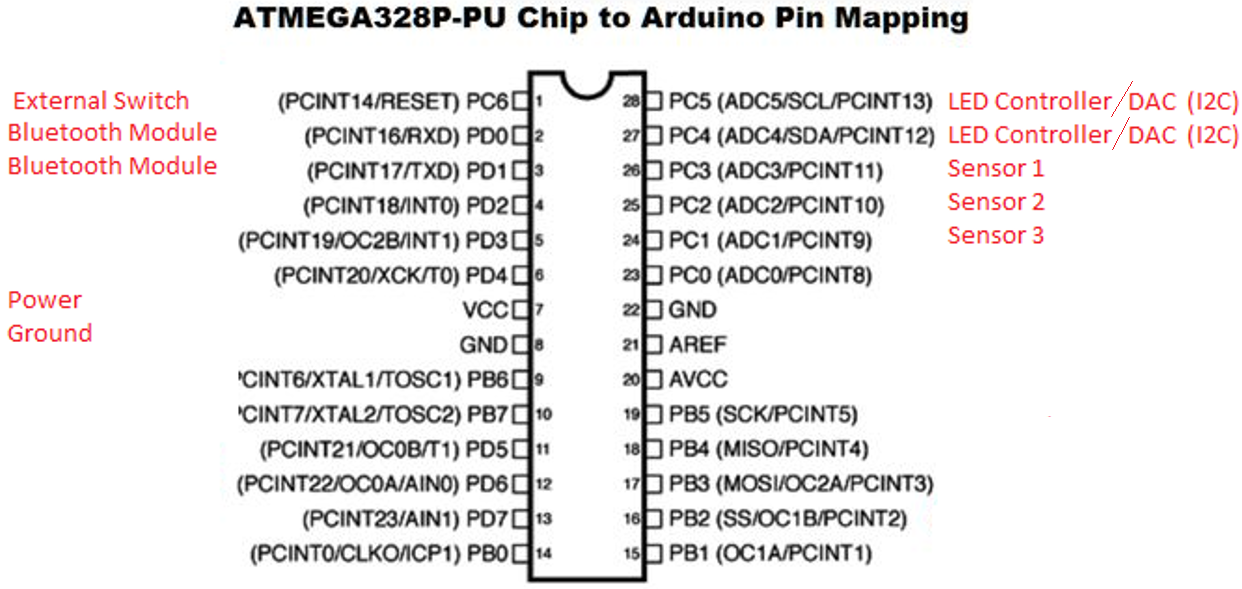 ATMEGA328P-PU Chip to Arduino Pin Mapping
External Switch (PCINT14/RESET) PC6 1 28 PC5 (ADC5/SCL/PCINT13) LED Controller/DAC (I2C)
Bluetooth Module (PCINT16/RXD) PD0 2 27 PC4 (ADC4/SDA/PCINT12) LED Controller/DAC (I2C)
Bluetooth Module (PCINT17/TXD) PD1 3 26 PC3 (ADC3/PCINT11) Sensor 1
(PCINT18/INT0) PD2 4 25 PC2 (ADC2/PCINT10) Sensor 2
(PCINT19/OC2B/INT1) PD3 5 24 PC1 (ADC1/PCINT9) Sensor 3
(PCINT20/XCK/T0) PD4 6 23 PC0 (ADC0/PCINT8)
Power VCC 7 22 GND
Ground GND 8 21 AREF
PCINT6/XTAL1/TOSC1) PB6 9 20 AVCC
PCINT7/XTAL2/TOSC2) PB7 10 19 PB5 (SCK/PCINT5)
(PCINT21/OC0B/T1) PD5 11 18 PB4 (MISO/PCINT4)
(PCINT22/OC0A/AIN0) PD6 12 17 PB3 (MOSI/OC2A/PCINT3)
(PCINT23/AIN1) PD7 13 16 PB2 (SS/OC1B/PCINT2)
(PCINT0/CLKO/ICP1) PB0 14 15 PB1 (OC1A/PCINT1)